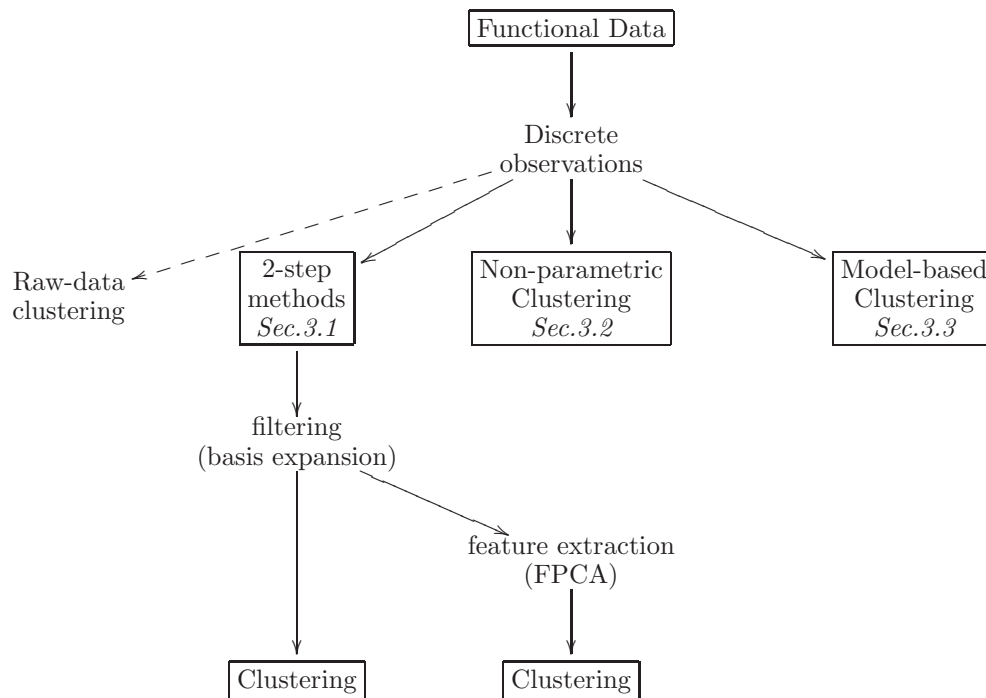 Functional Data
Discrete
observations
Raw-data
clustering
2-step
methods
Sec.3.1
Non-parametric
Clustering
Sec.3.2
Model-based
Clustering
Sec.3.3
filtering
(basis expansion)
feature extraction
(FPCA)
Clustering
Clustering